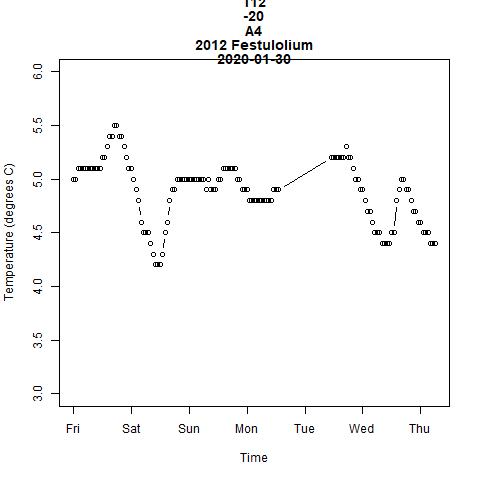 T12
-20
A4
2012 Festulolium
2020-01-30
6.0
5.5
5.0
4.5
4.0
3.5
3.0
Temperature (degrees C)
Fri Sat Sun Mon Tue Wed Thu
Time